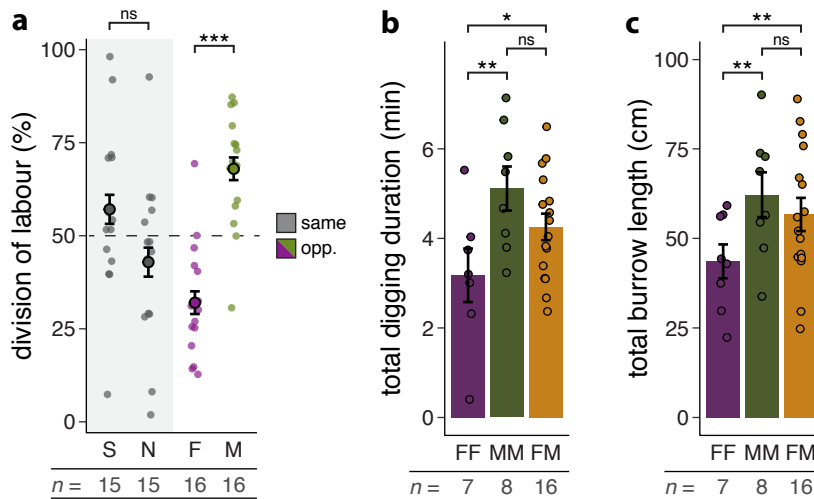 a
ns
***
100
75
50
25
0
division of labour (%)
same
opp.
S N F M
n = 15 15 16 16
b
*
ns
**
6
4
2
0
total digging duration (min)
FF MM FM
n = 7 8 16
c
**
ns
**
100
75
50
25
0
total burrow length (cm)
FF MM FM
n = 7 8 16